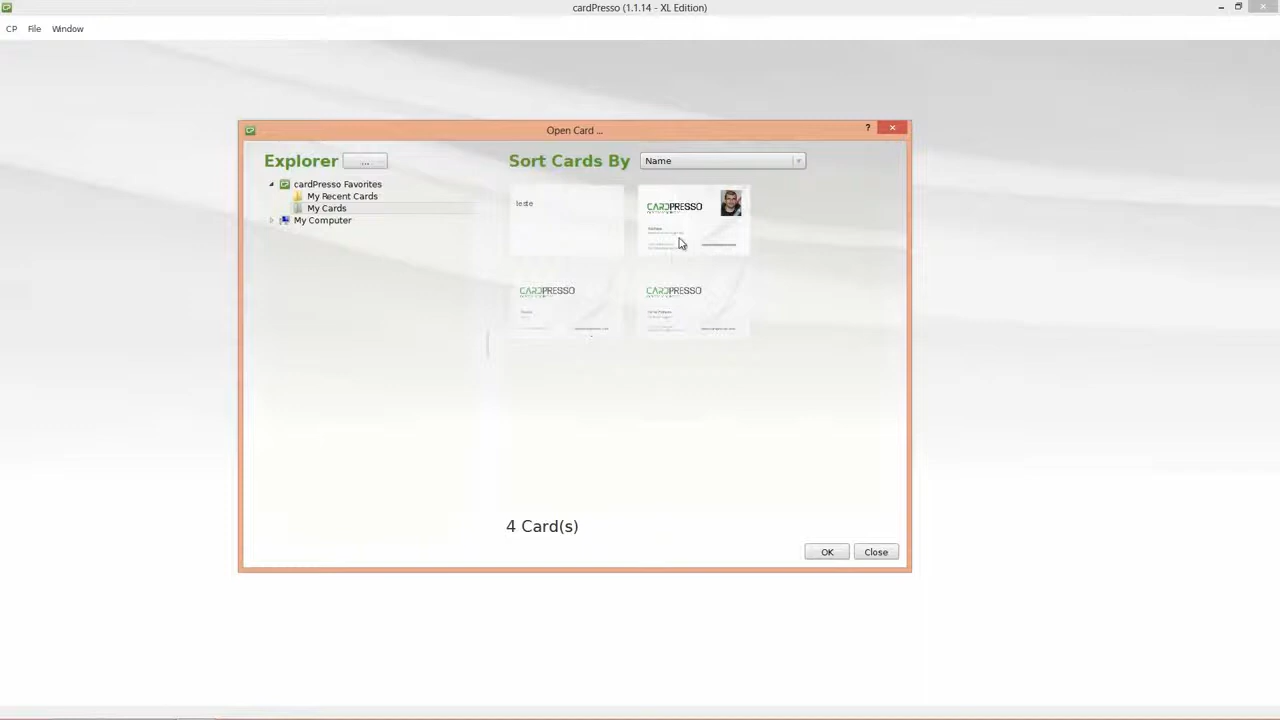 cardPresso (1.1.14 - XL Edition)
CP File Window
Open Card ...
?
Explorer ...
Sort Cards By Name
cardPresso Favorites
My Recent Cards
My Cards
My Computer
teste
CARDPRESSO
CARDPRESSO
CARDPRESSO
4 Card(s)
OK Close